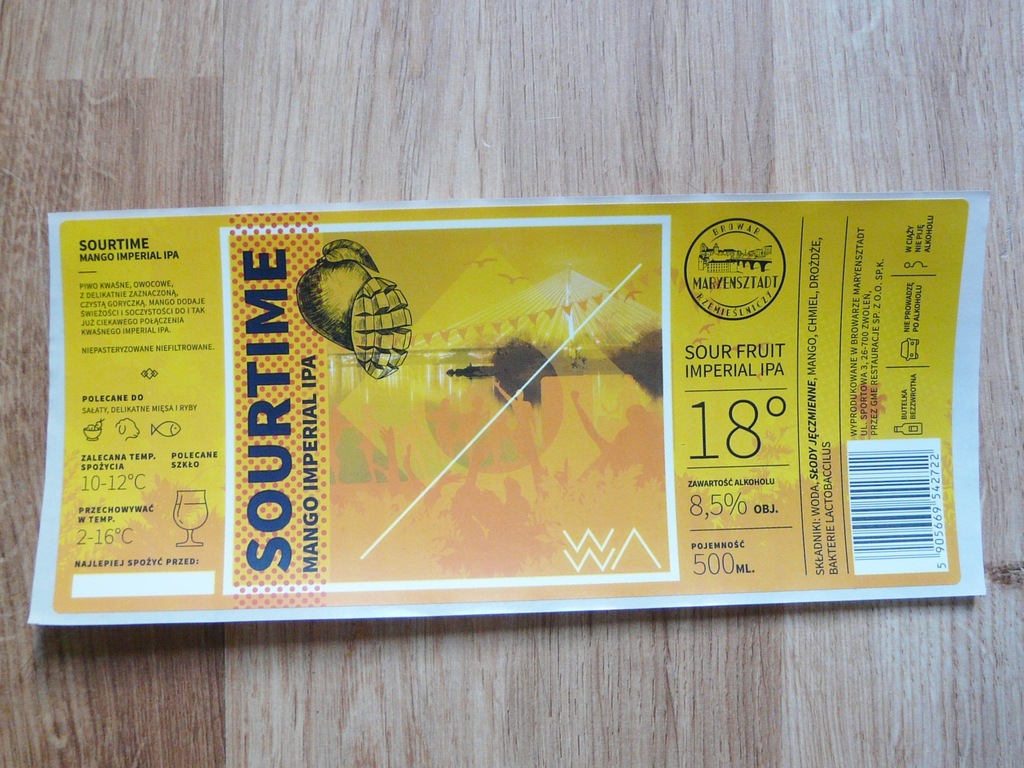 SOURTIME
MANGO IMPERIAL IPA
PIWO KWAŚNE, OWOCOWE,
Z DELIKATNIE ZAZNACZONĄ,
CZYSTĄ GORYCZKĄ. MANGO DODAJE
ŚWIEŻOŚCI I SOCZYSTOŚCI DO I TAK
JUŻ CIEKAWEGO POŁĄCZENIA
KWAŚNEGO IMPERIAL IPA.
NIEPASTERYZOWANE NIEFILTROWANE.
POLECANE DO
SAŁATY, DELIKATNE MIĘSA I RYBY
ZALECANA TEMP.
SPOŻYCIA
10-12°C
POLECANE
SZKŁO
PRZECHOWYWAĆ
W TEMP.
2-16°C
NAJLEPIEJ SPOŻYĆ PRZED:
SOURTIME
MANGO IMPERIAL IPA
BROWAR
MARYENSZTADT
RZEMIEŚLNICZY
SOUR FRUIT
IMPERIAL IPA
18°
ZAWARTOŚĆ ALKOHOLU
8,5% OBJ.
POJEMNOŚĆ
500ML.
SKŁADNIKI: WODA, SŁODY JĘCZMIENNE, MANGO, CHMIEL, DROŻDŻE,
BAKTERIE LACTOBACCILUS
WYPRODUKOWANE W BROWARZE MARYENSZTADT
UL. SPORTOWA 3, 26-700 ZWOLEŃ,
PRZEZ GME RESTAURACJE SP. Z O.O. SP.K.
BUTELKA
BEZZWROTNA
NIE PROWADZĘ
PO ALKOHOLU
W CIĄŻY
NIE PIJĘ
ALKOHOLU
5 905669 542722